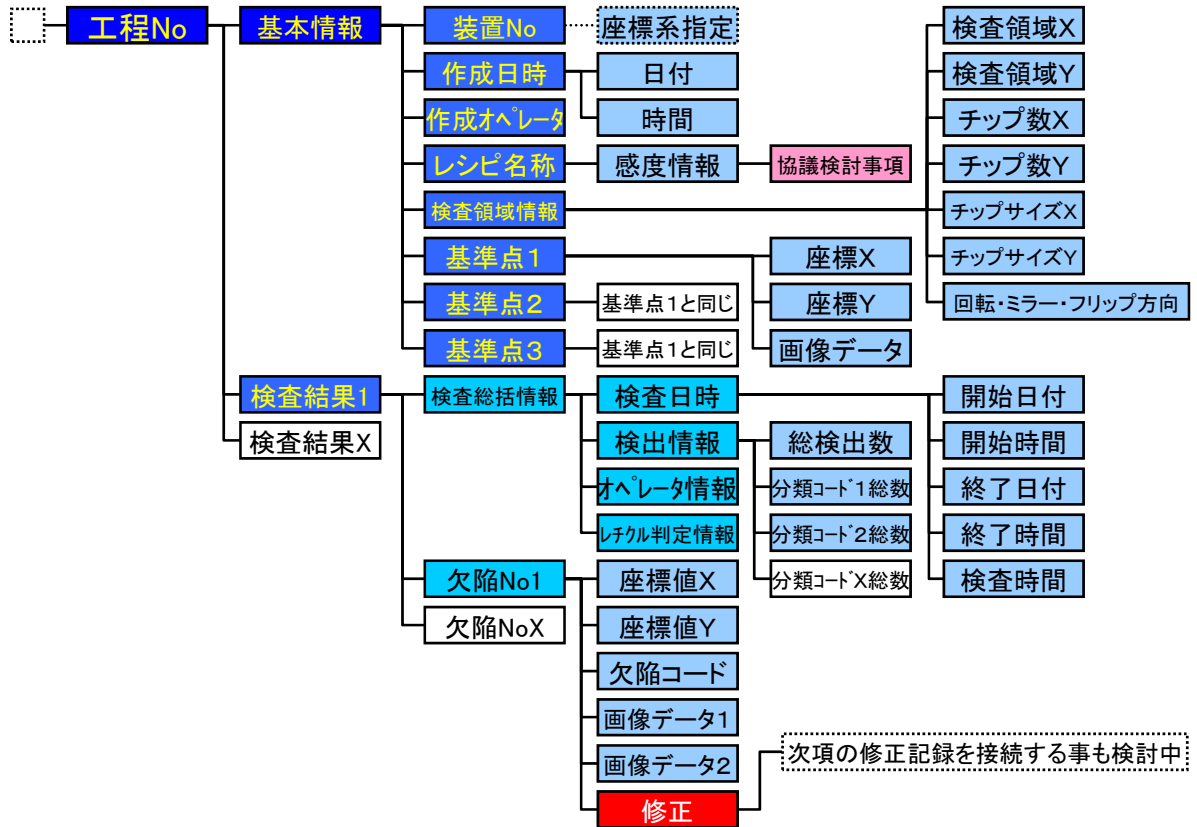 工程No
基本情報
装置No
座標系指定
検査領域X
作成日時
日付
検査領域Y
作成ｵﾍﾟﾚｰﾀ
時間
チップ数X
レシピ名称
感度情報
協議検討事項
チップ数Y
検査領域情報
チップサイズX
基準点1
座標X
チップサイズY
基準点2
基準点1と同じ
座標Y
回転・ミラー・フリップ方向
基準点3
基準点1と同じ
画像データ
検査結果1
検査総括情報
検査日時
開始日付
検査結果X
検出情報
総検出数
開始時間
ｵﾍﾟﾚｰﾀ情報
分類ｺｰﾄﾞ1総数
終了日付
ﾚﾁｸﾙ判定情報
分類ｺｰﾄﾞ2総数
終了時間
欠陥No1
座標値X
分類ｺｰﾄﾞX総数
検査時間
欠陥NoX
座標値Y
欠陥コード
画像データ1
画像データ2
次項の修正記録を接続する事も検討中
修正